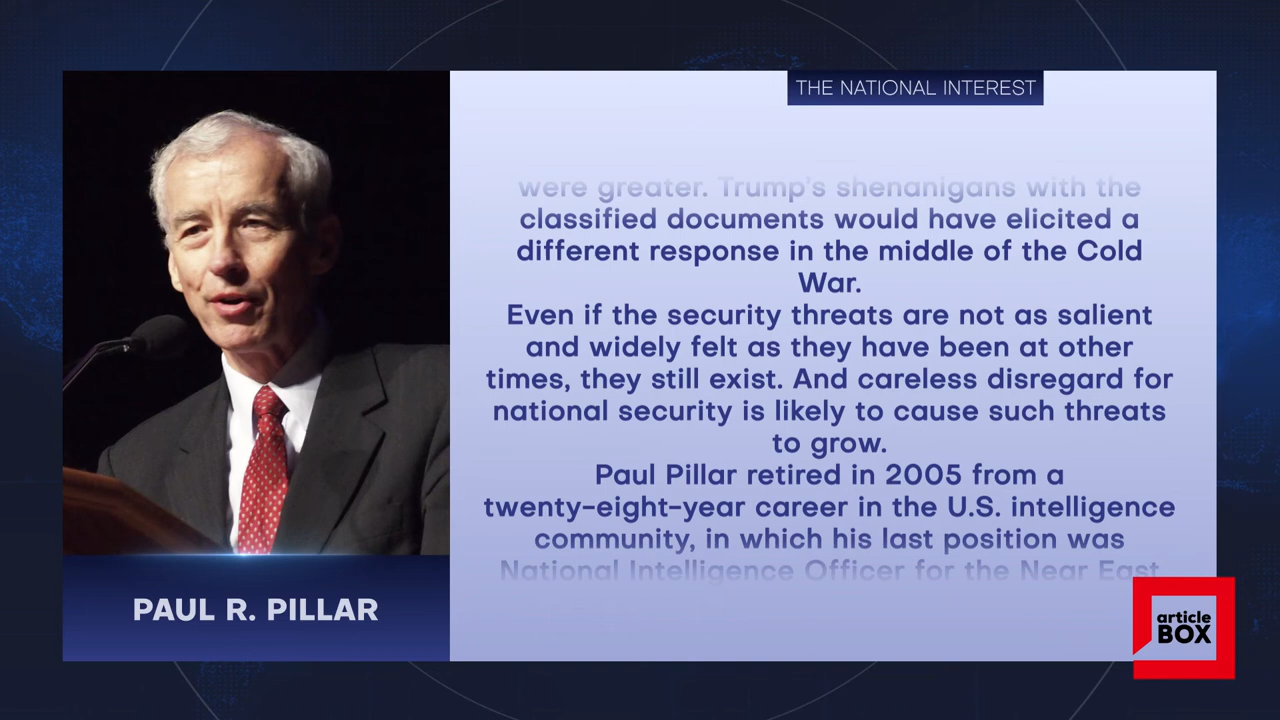 THE NATIONAL INTEREST
were greater. Trump's shenanigans with the
classified documents would have elicited a
different response in the middle of the Cold
War.
Even if the security threats are not as salient
and widely felt as they have been at other
times, they still exist. And careless disregard for
national security is likely to cause such threats
to grow.
Paul Pillar retired in 2005 from a
twenty-eight-year career in the U.S. intelligence
community, in which his last position was
National Intelligence Officer for the Near East
PAUL R. PILLAR
article
BOX